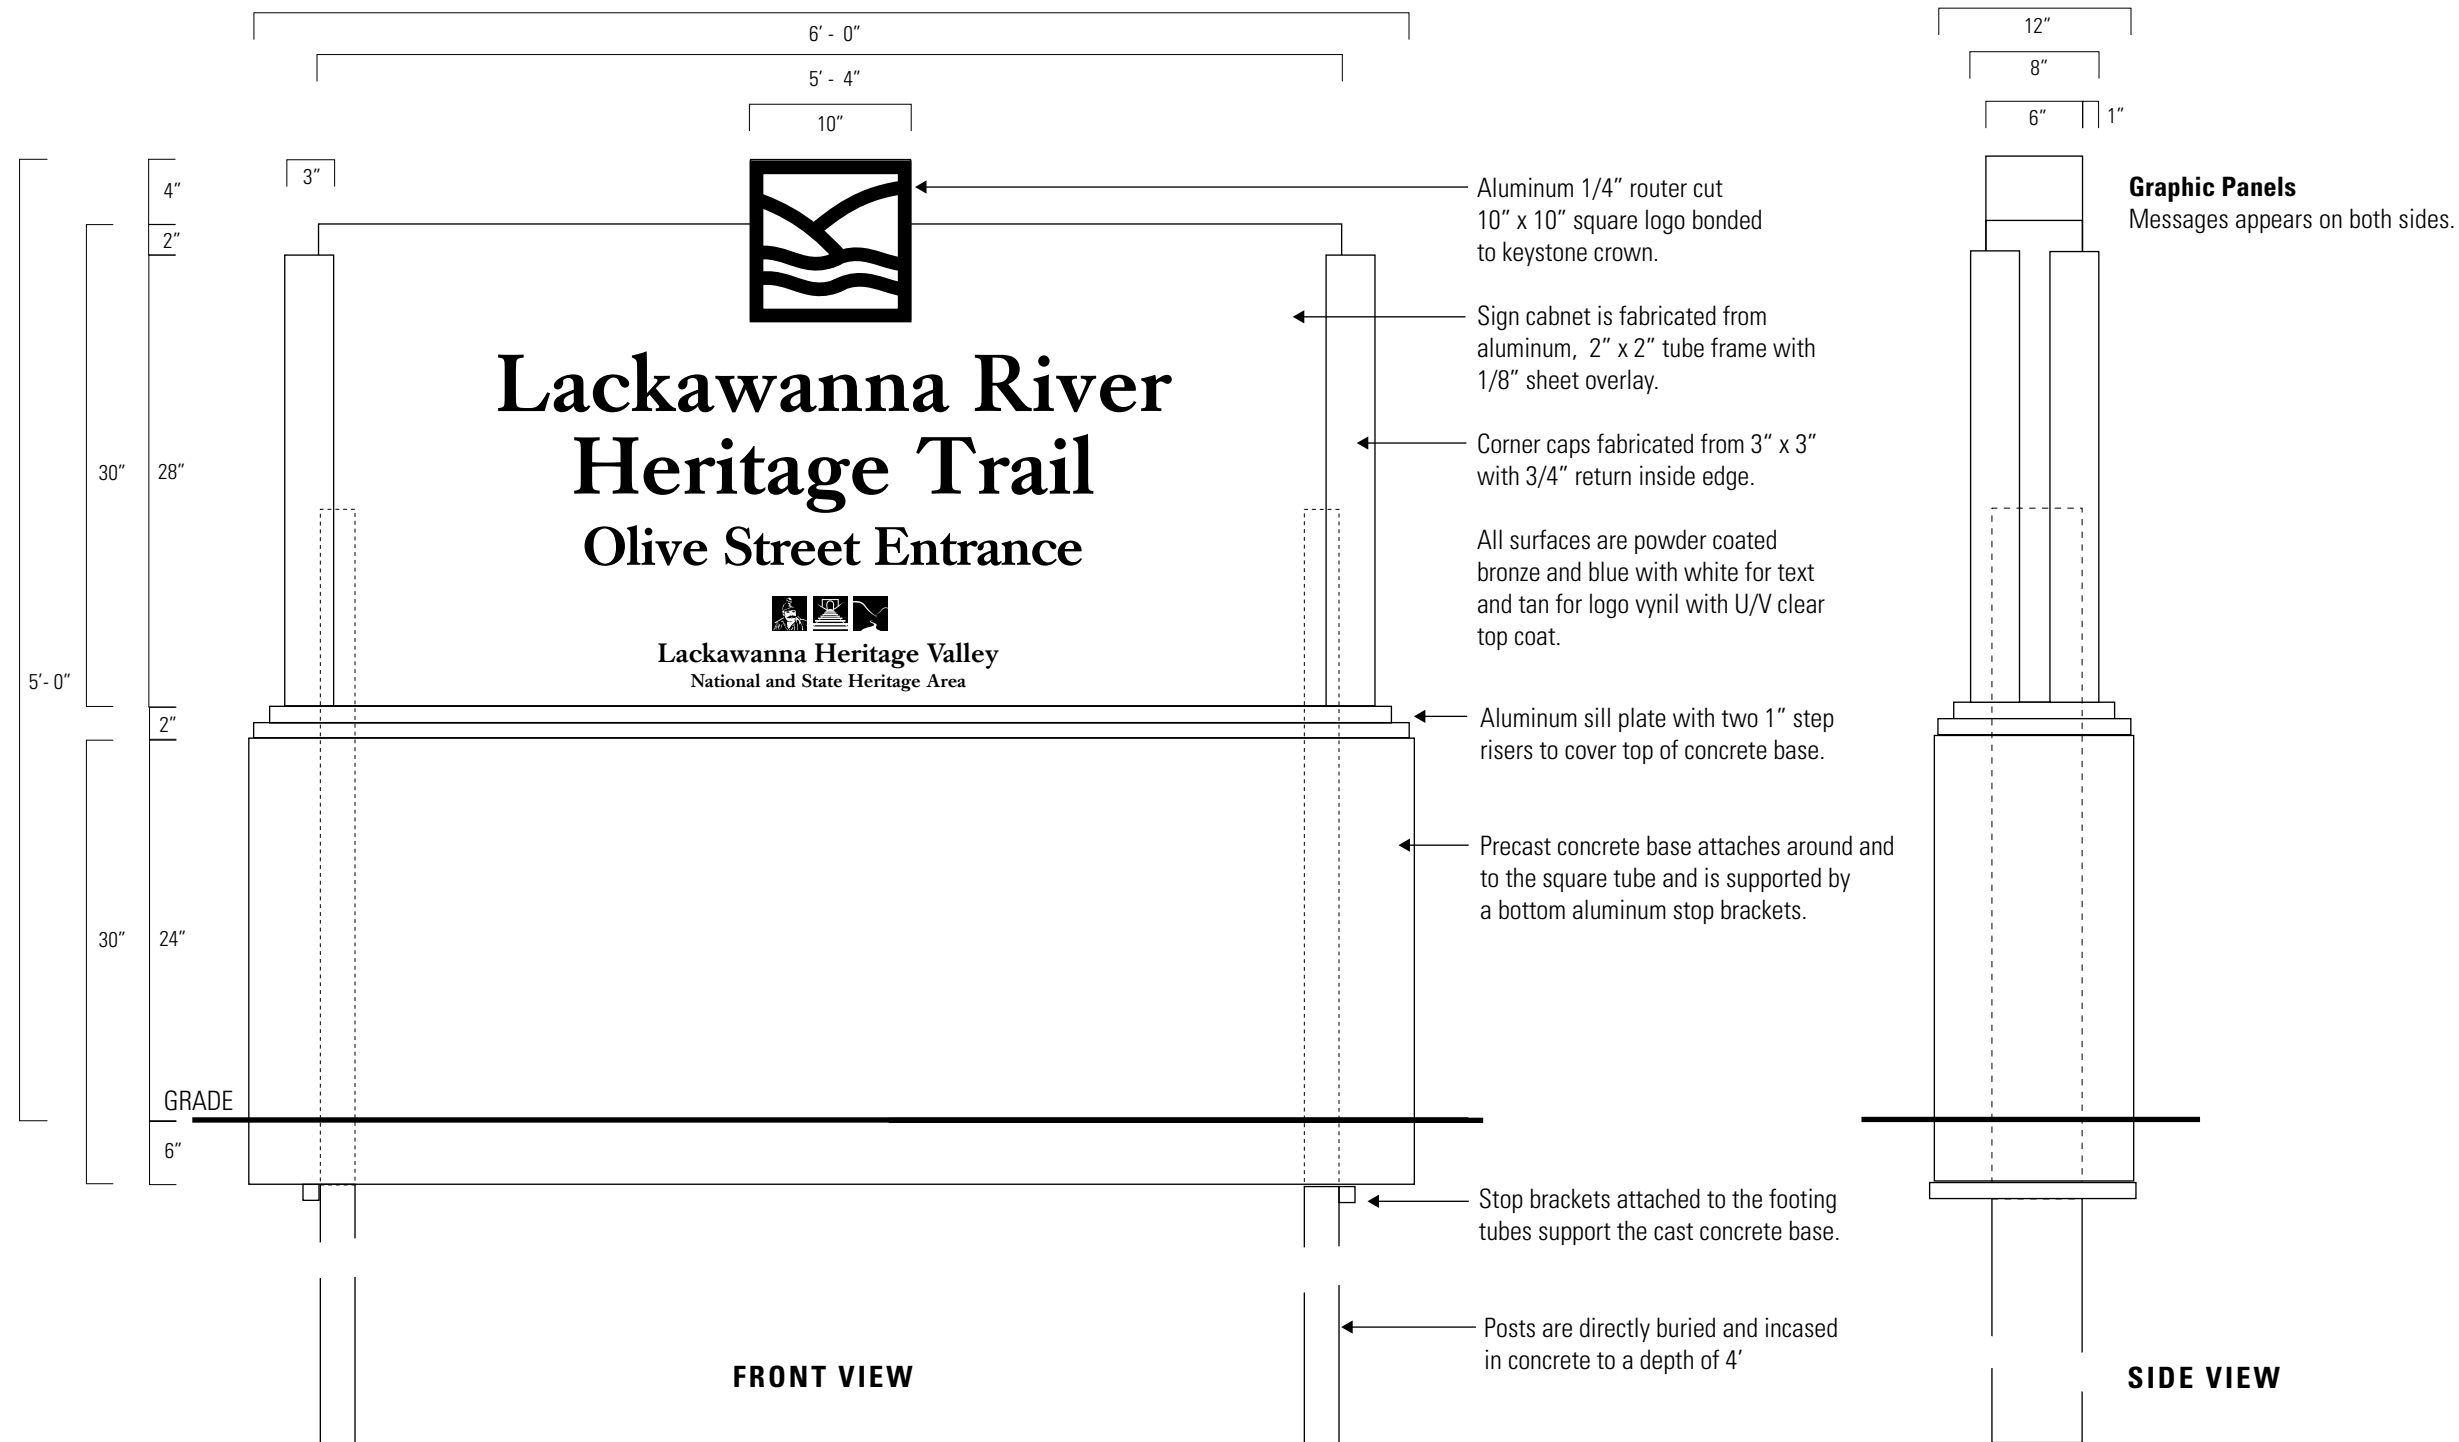 6’ - 0”
5’ - 4”
10”
12”
8”
6”
1”
4”
3”
2”
30”
28”
5’- 0”
2”
30”
24”
GRADE
6”
Lackawanna River
Heritage Trail
Olive Street Entrance
Lackawanna Heritage Valley
National and State Heritage Area
Aluminum 1/4” router cut
10” x 10” square logo bonded
to keystone crown.
Sign cabnet is fabricated from
aluminum, 2” x 2” tube frame with
1/8” sheet overlay.
Corner caps fabricated from 3“ x 3”
with 3/4” return inside edge.
All surfaces are powder coated
bronze and blue with white for text
and tan for logo vynil with U/V clear
top coat.
Aluminum sill plate with two 1” step
risers to cover top of concrete base.
Precast concrete base attaches around and
to the square tube and is supported by
a bottom aluminum stop brackets.
Stop brackets attached to the footing
tubes support the cast concrete base.
Posts are directly buried and incased
in concrete to a depth of 4’
Graphic Panels
Messages appears on both sides.
FRONT VIEW
SIDE VIEW